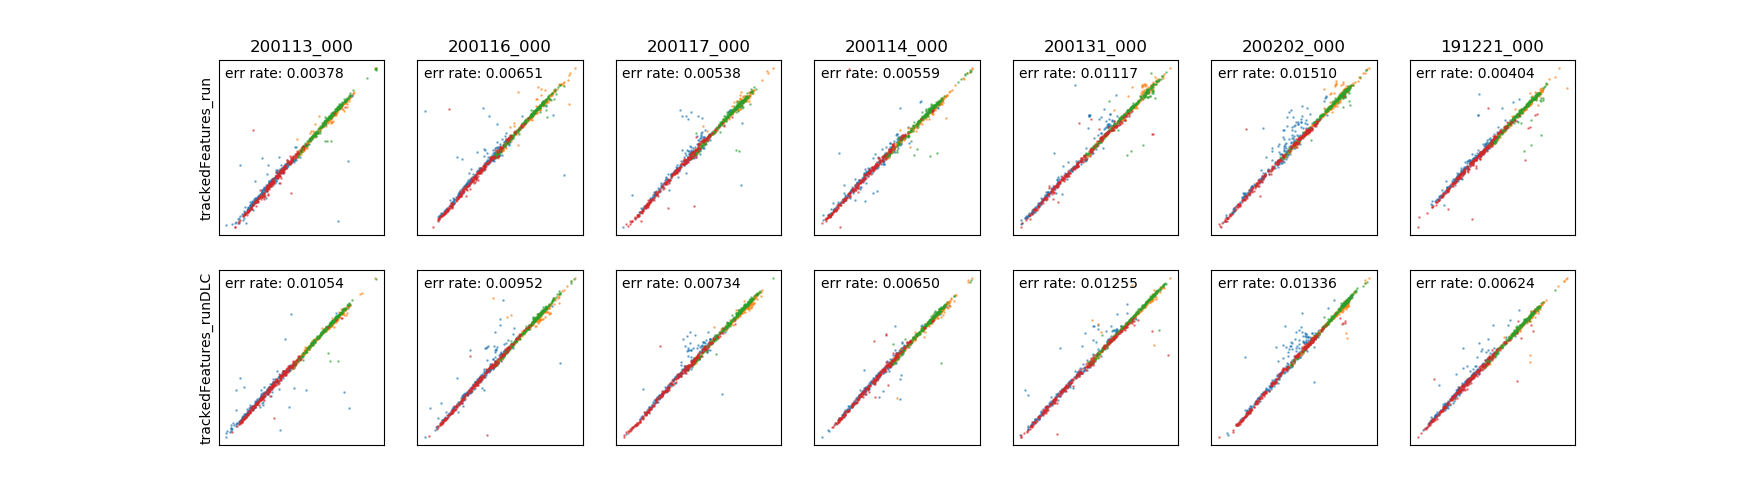 200113_000 200116_000 200117_000 200114_000 200131_000 200202_000 191221_000
trackedFeatures_run
err rate: 0.00378 err rate: 0.00651 err rate: 0.00538 err rate: 0.00559 err rate: 0.01117 err rate: 0.01510 err rate: 0.00404
trackedFeatures_runDLC
err rate: 0.01054 err rate: 0.00952 err rate: 0.00734 err rate: 0.00650 err rate: 0.01255 err rate: 0.01336 err rate: 0.00624